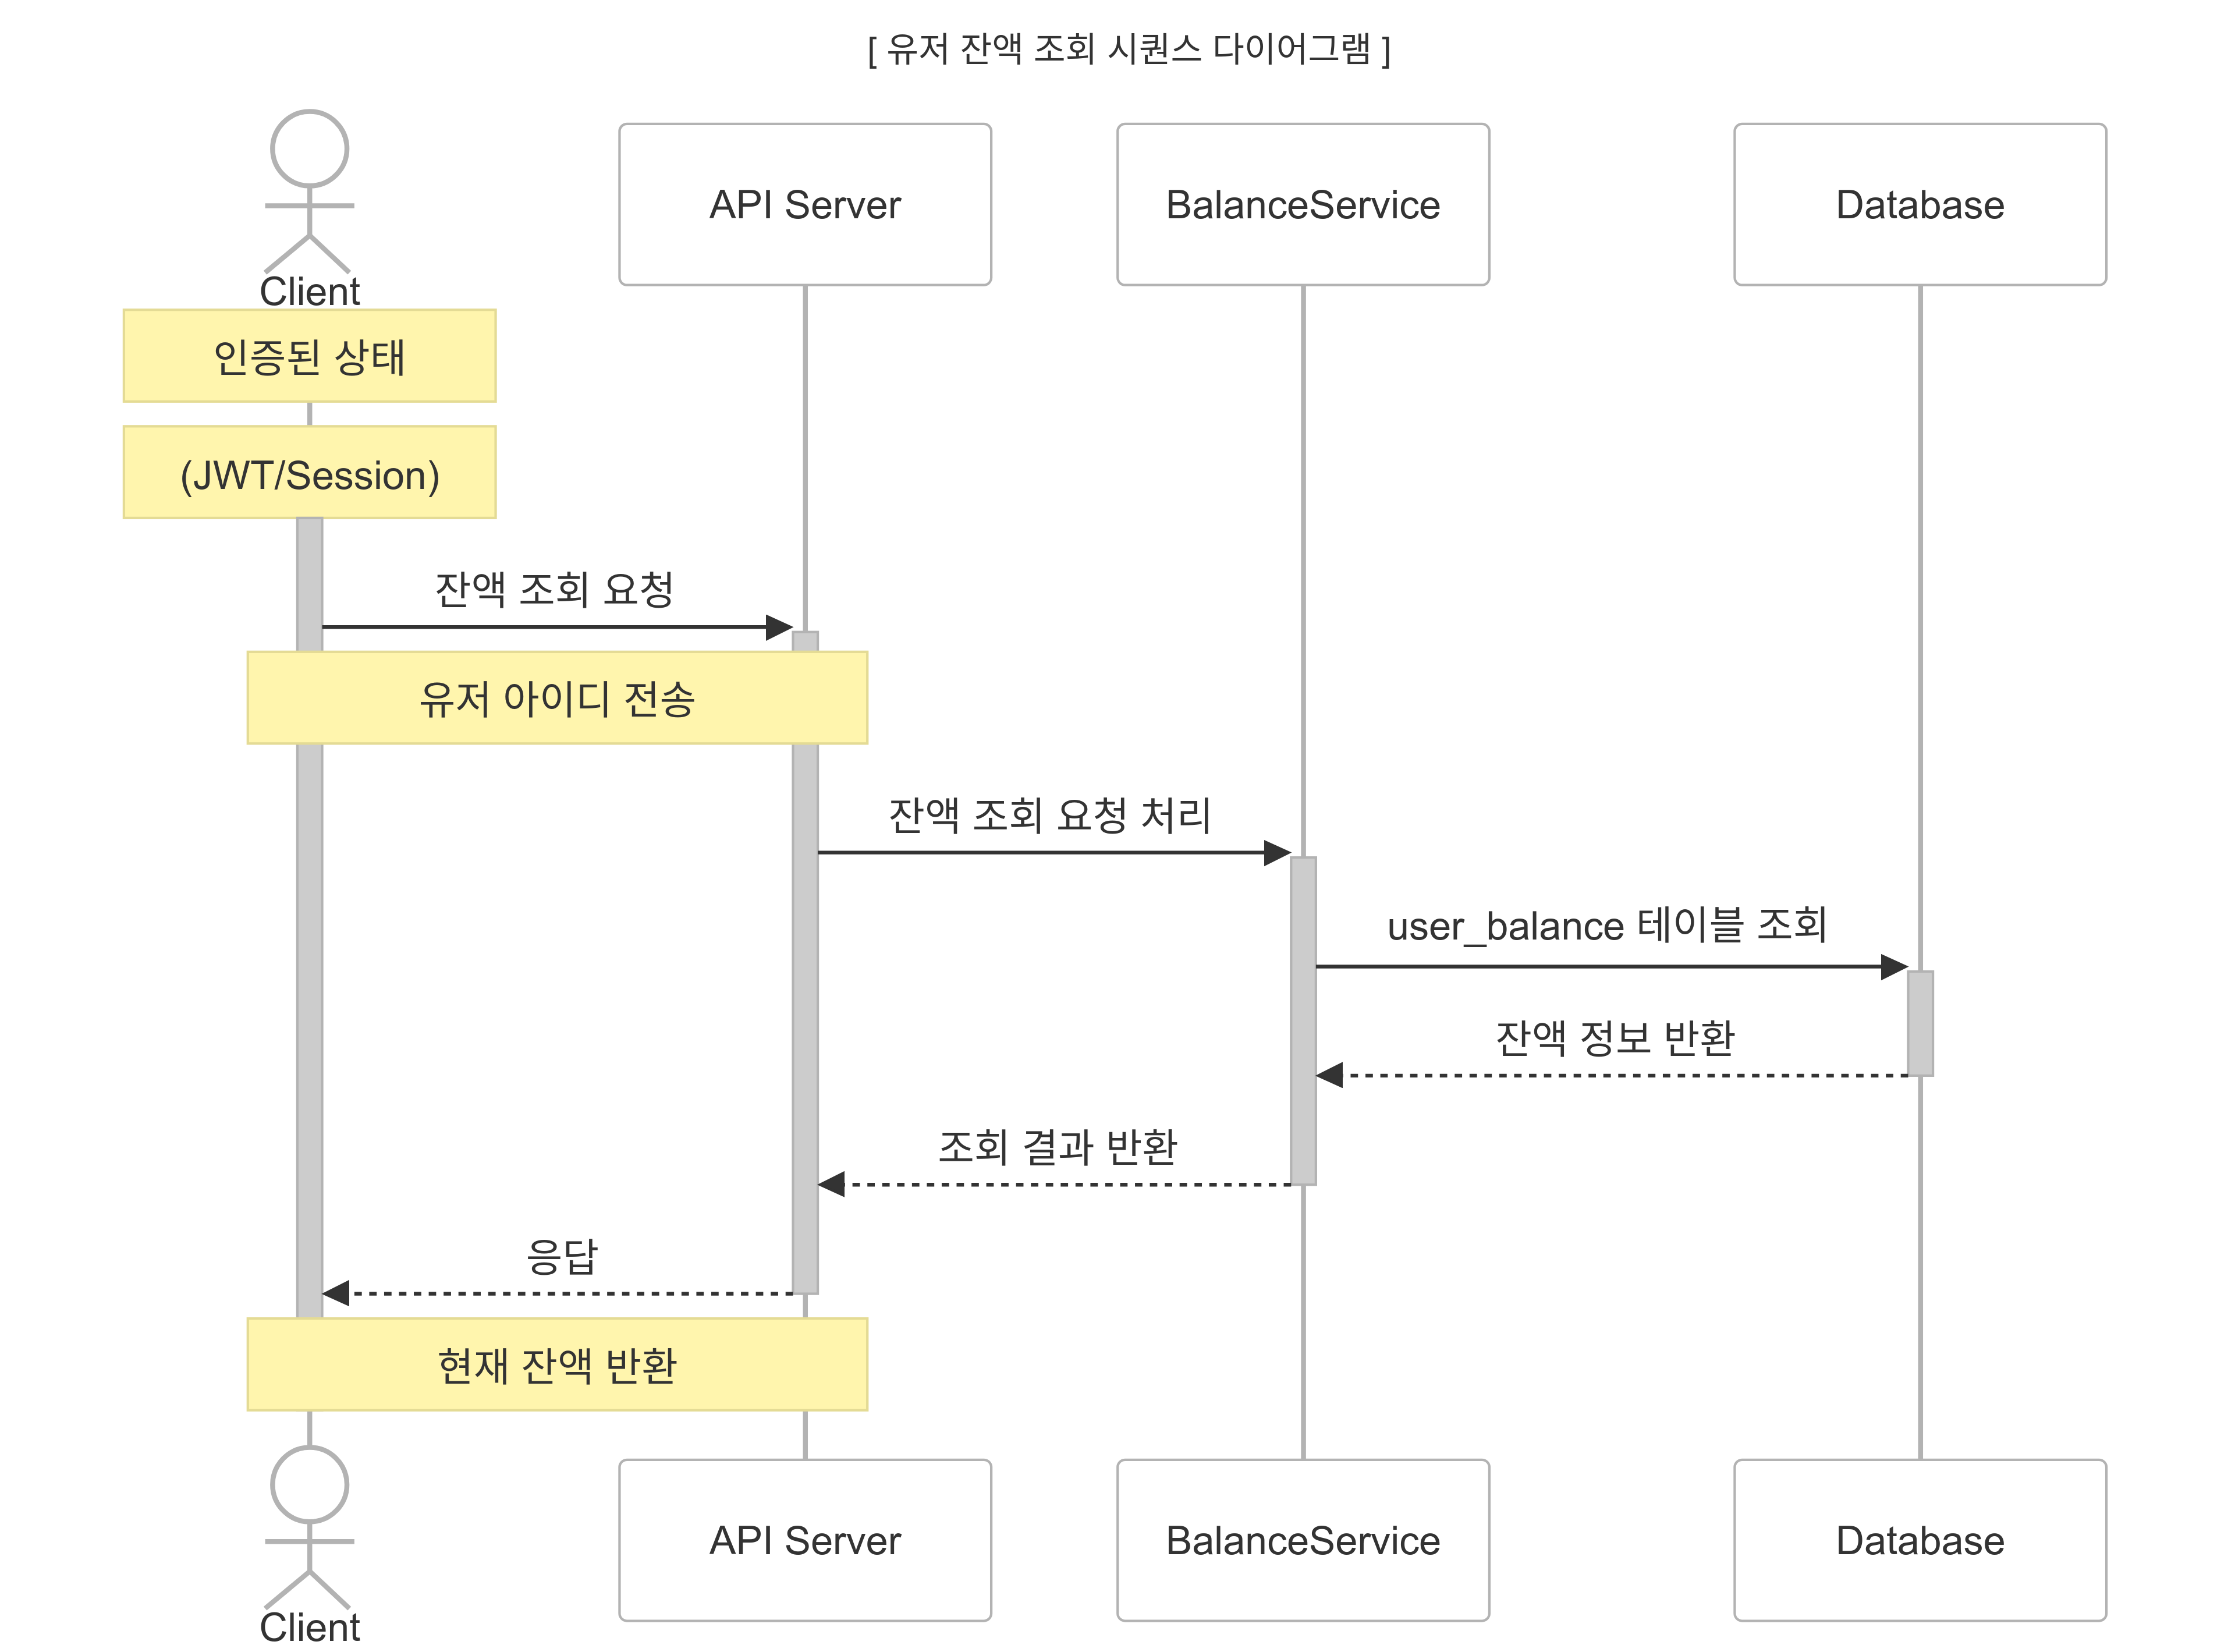 [ 유저 잔액 조회 시퀀스 다이어그램 ]
Client
API Server
BalanceService
Database
인증된 상태
(JWT/Session)
잔액 조회 요청
유저 아이디 전송
잔액 조회 요청 처리
user_balance 테이블 조회
잔액 정보 반환
조회 결과 반환
응답
현재 잔액 반환
Client
API Server
BalanceService
Database